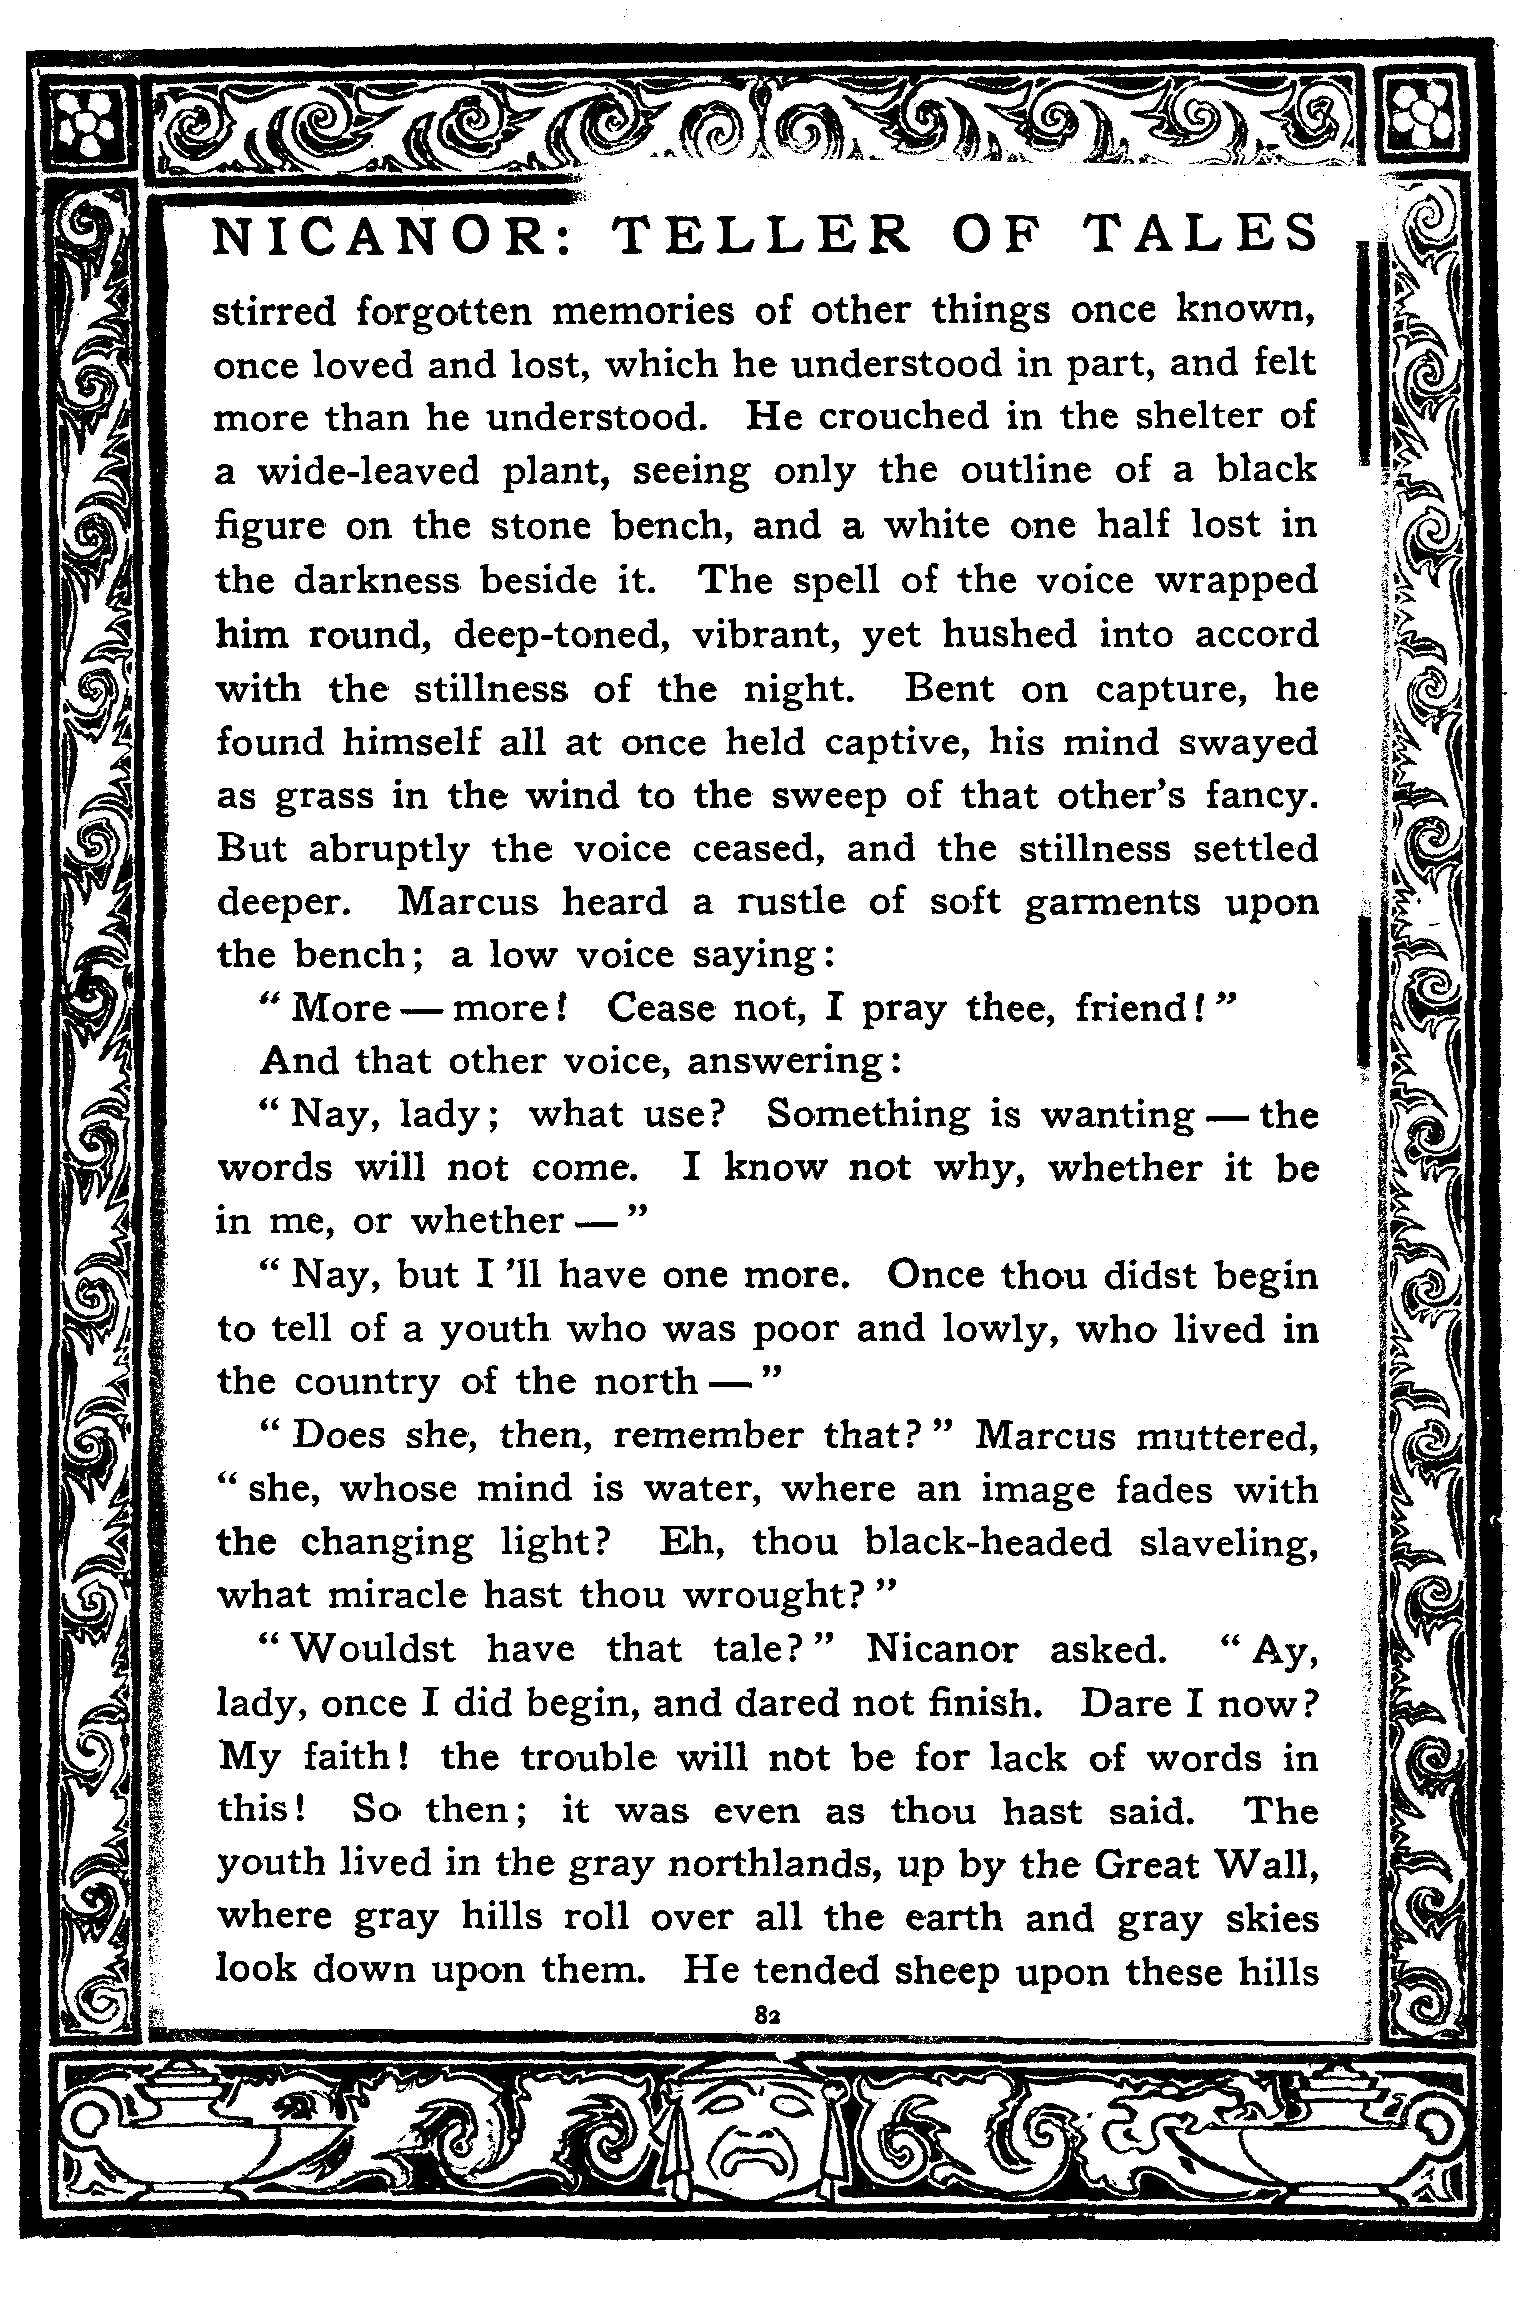 NICANOR: TELLER OF TALES
stirred forgotten memories of other things once known,
once loved and lost, which he understood in part, and felt
more than he understood. He crouched in the shelter of
a wide-leaved plant, seeing only the outline of a black
figure on the stone bench, and a white one half lost in
the darkness beside it. The spell of the voice wrapped
him round, deep-toned, vibrant, yet hushed into accord
with the stillness of the night. Bent on capture, he
found himself all at once held captive, his mind swayed
as grass in the wind to the sweep of that other's fancy.
But abruptly the voice ceased, and the stillness settled
deeper. Marcus heard a rustle of soft garments upon
the bench; a low voice saying:
“More — more! Cease not, I pray thee, friend!”
And that other voice, answering:
“Nay, lady; what use? Something is wanting — the
words will not come. I know not why, whether it be
in me, or whether — ”
“Nay, but I 'll have one more. Once thou didst begin
to tell of a youth who was poor and lowly, who lived in
the country of the north — ”
“Does she, then, remember that?” Marcus muttered,
“she, whose mind is water, where an image fades with
the changing light? Eh, thou black-headed slaveling,
what miracle hast thou wrought?”
“Wouldst have that tale?” Nicanor asked. “Ay,
lady, once I did begin, and dared not finish. Dare I now?
My faith! the trouble will not be for lack of words in
this! So then; it was even as thou hast said. The
youth lived in the gray northlands, up by the Great Wall,
where gray hills roll over all the earth and gray skies
look down upon them. He tended sheep upon these hills
82